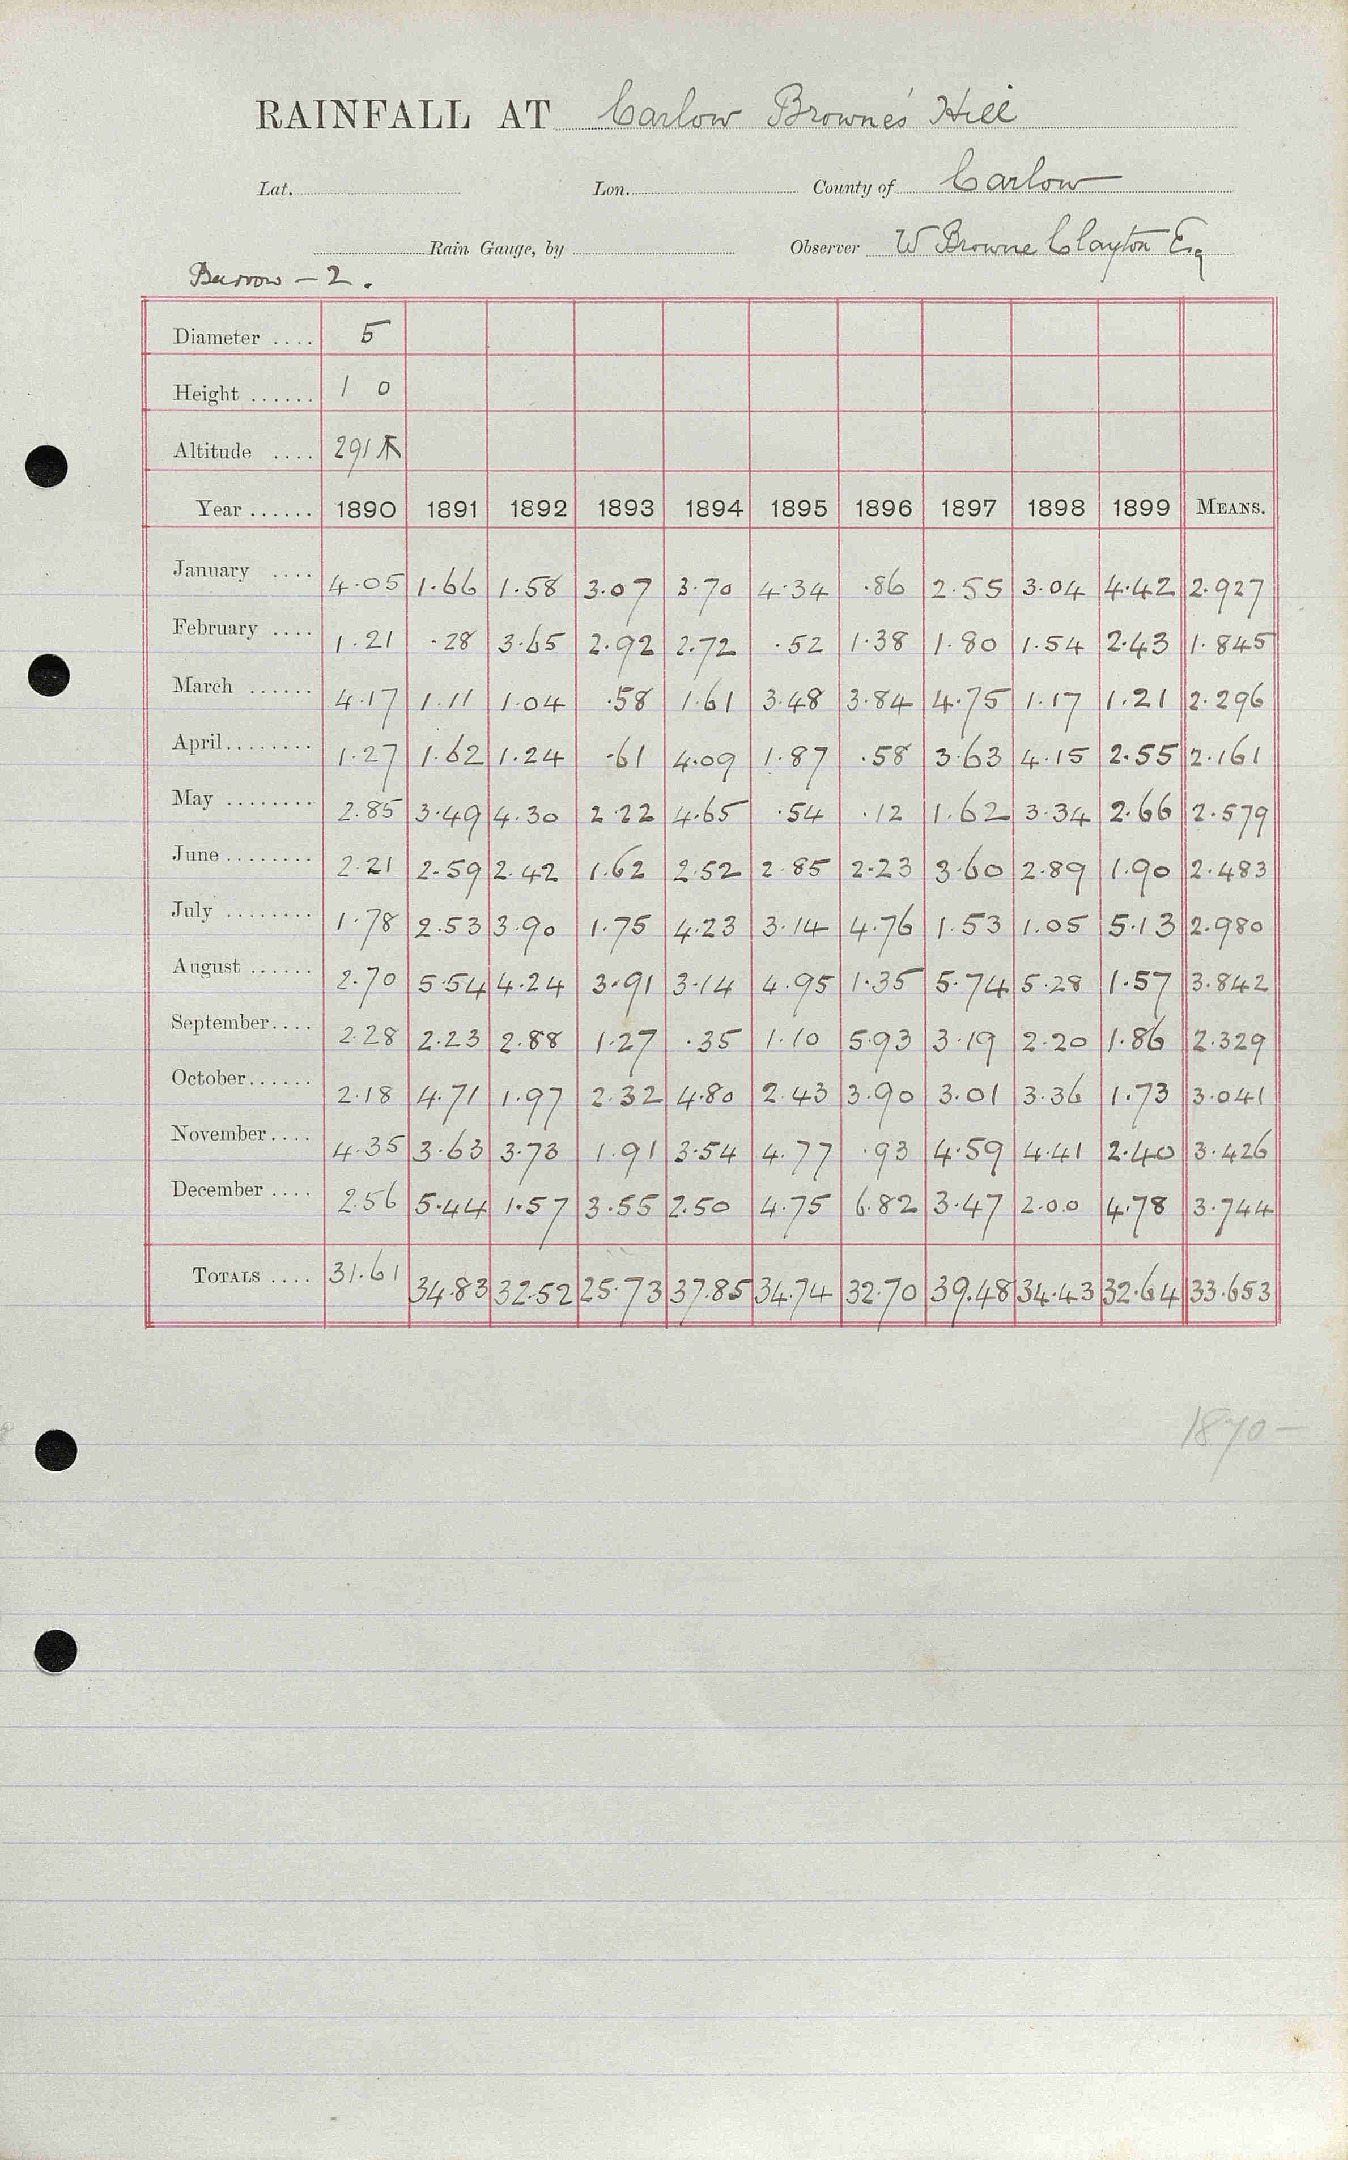 RAINFALL AT Carlow Browne's Hill
Lat. Lon. County of Carlow
Rain Gauge, by Observer W Browne Clayton Esq
Barrow - 2.
Diameter .... 5
Height ...... 1 0
Altitude .... 291
Year ...... 1890 1891 1892 1893 1894 1895 1896 1897 1898 1899 MEANS.
January .... 4.05 1.66 1.58 3.07 3.70 4.34 .86 2.55 3.04 4.42 2.927
February .... 1.21 .28 3.65 2.92 2.72 .52 1.38 1.80 1.54 2.43 1.845
March ...... 4.17 1.11 1.04 .58 1.61 3.48 3.84 4.75 1.17 1.21 2.296
April........ 1.27 1.62 1.24 .61 4.09 1.87 .58 3.63 4.15 2.55 2.161
May ........ 2.85 3.49 4.30 2.22 4.65 .54 .12 1.62 3.34 2.66 2.579
June ........ 2.21 2.59 2.42 1.62 2.52 2.85 2.23 3.60 2.89 1.90 2.483
July ........ 1.78 2.53 3.90 1.75 4.23 3.14 4.76 1.53 1.05 5.13 2.980
August ...... 2.70 5.54 4.24 3.91 3.14 4.95 1.35 5.74 5.28 1.57 3.842
September.... 2.28 2.23 2.88 1.27 .35 1.10 5.93 3.19 2.20 1.86 2.329
October...... 2.18 4.71 1.97 2.32 4.80 2.43 3.90 3.01 3.36 1.73 3.041
November.... 4.35 3.63 3.73 1.91 3.54 4.77 .93 4.59 4.41 2.40 3.426
December .... 2.56 5.44 1.57 3.55 2.50 4.75 6.82 3.47 2.00 4.78 3.744
TOTALS .... 31.61 34.83 32.52 25.73 37.85 34.74 32.70 39.48 34.43 32.64 33.653
1870-